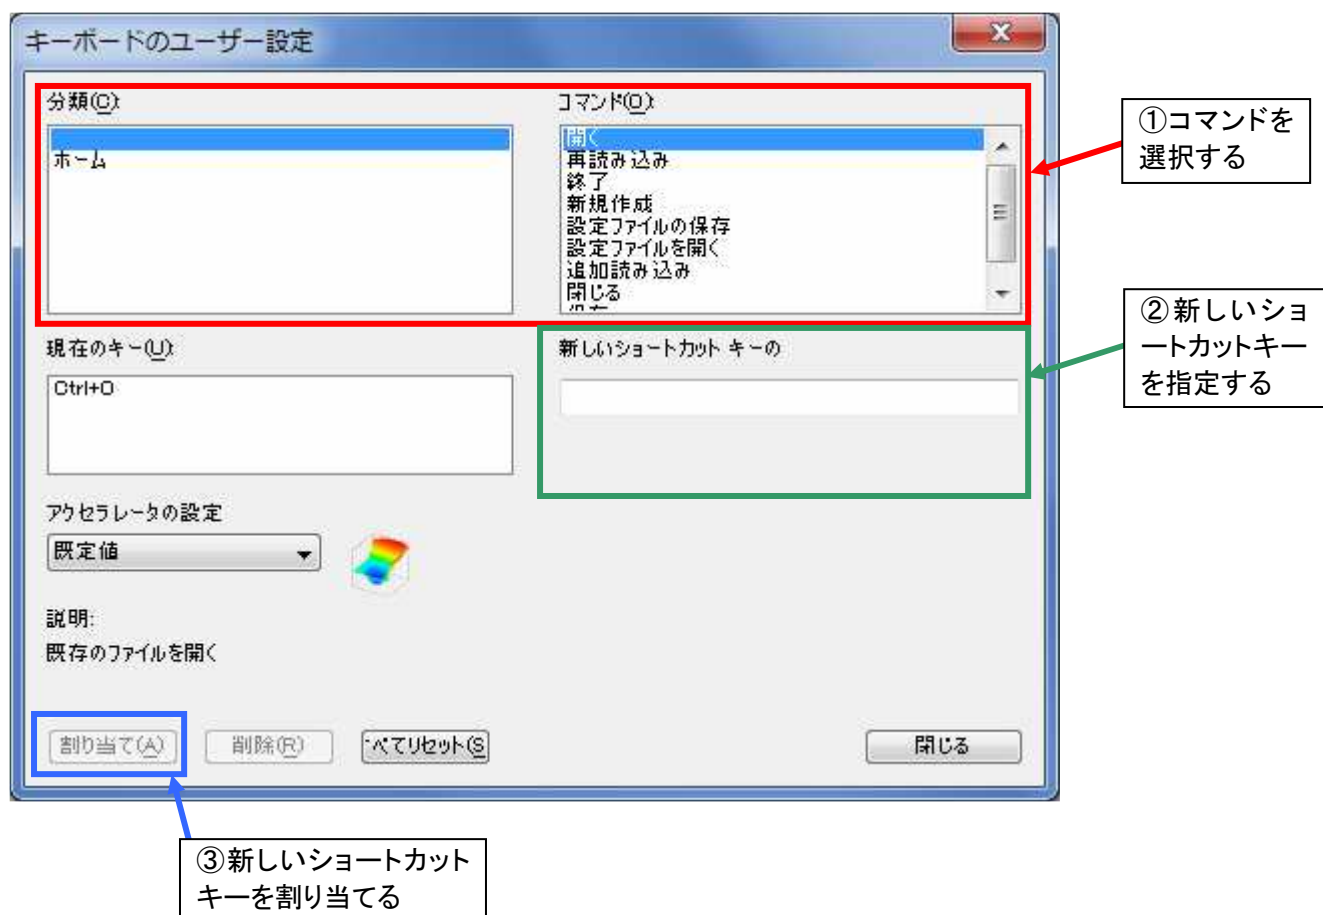 キーボードのユーザー設定
分類(C):
コマンド(O):
ホーム
開く
再読み込み
終了
新規作成
設定ファイルの保存
設定ファイルを開く
追加読み込み
閉じる
①コマンドを
選択する
現在のキー(U):
Ctrl+O
新しいショートカット キーの
②新しいショ
ートカットキー
を指定する
アクセラレータの設定
既定値
説明:
既存のファイルを開く
割り当て(A)
削除(R)
べてリセット(S
閉じる
③新しいショートカット
キーを割り当てる